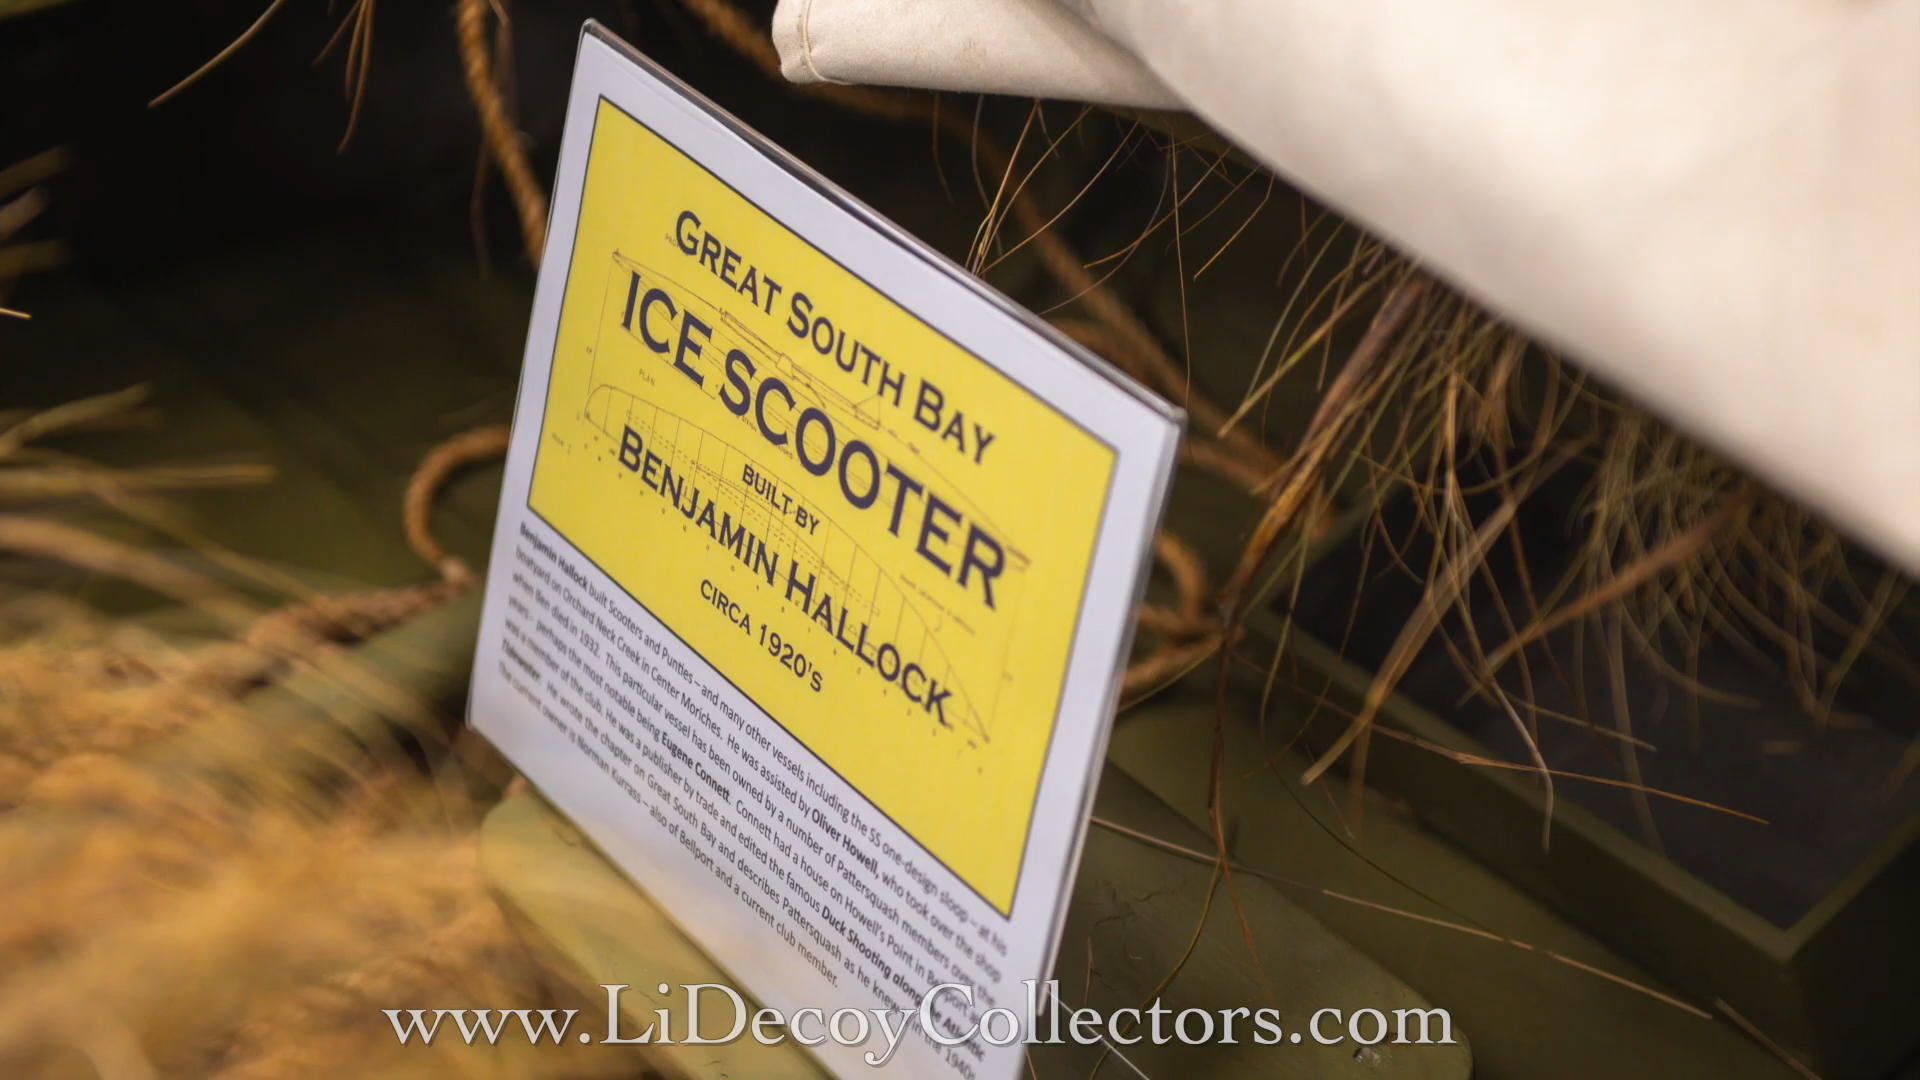 GREAT SOUTH BAY
ICE SCOOTER
BUILT BY
BENJAMIN HALLOCK
CIRCA 1920'S
PLAN
Benjamin Hallock built Scooters and Punties – and many other vessels including the SS one-design sloop – at his
boatyard on Orchard Neck Creek in Center Moriches. He was assisted by Oliver Howell, who took over the shop
when Ben died in 1932. This particular vessel has been owned by a number of Pattersquash members over the
years – perhaps the most notable being Eugene Connett. Connett had a house on Howell's Point in Bellport
was a member of the club. He was a publisher by trade and edited the famous Duck Shooting along the Atlantic
Tidewater. He wrote the chapter on Great South Bay and describes Pattersquash as he knew in the 1940s
The current owner is Norman Kurrass – also of Bellport and a current club member.
www.LiDecoyCollectors.com